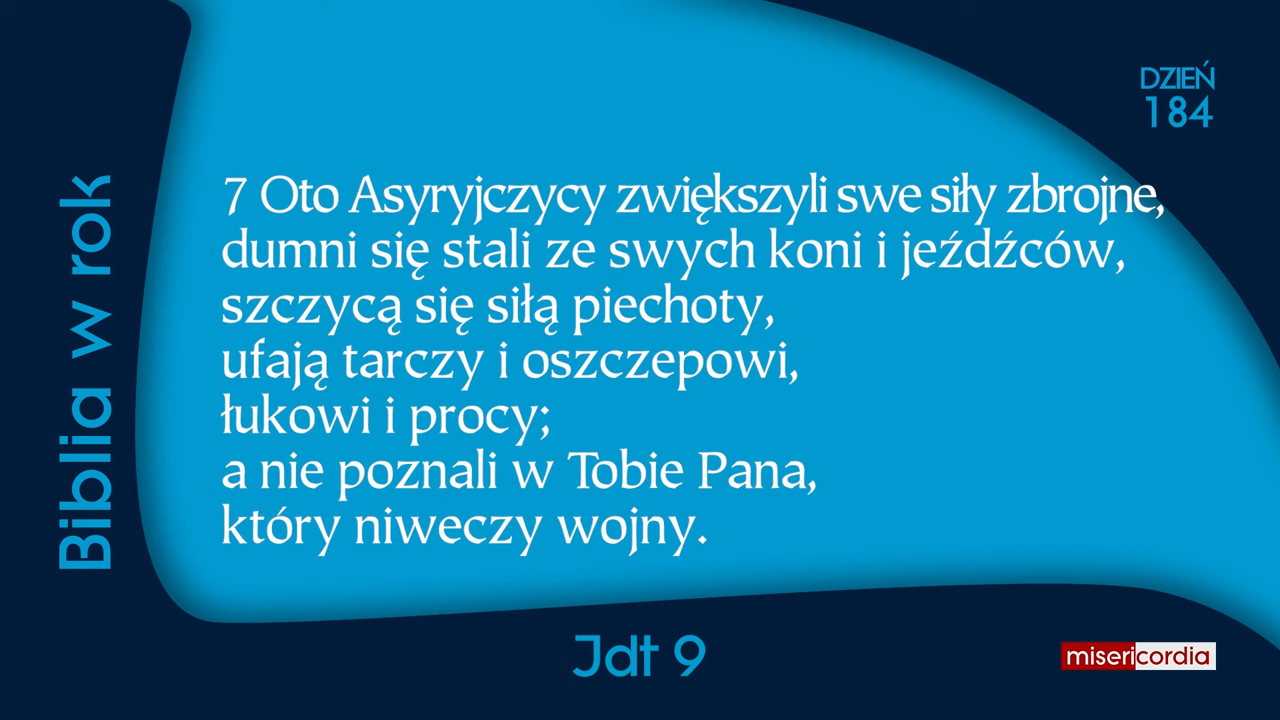 DZIEŃ
184
Biblia w rok
7 Oto Asyryjczycy zwiększyli swe siły zbrojne,
dumni się stali ze swych koni i jeźdźców,
szczycą się siłą piechoty,
ufają tarczy i oszczepowi,
łukowi i procy;
a nie poznali w Tobie Pana,
który niweczy wojny.
Jdt 9
misericordia